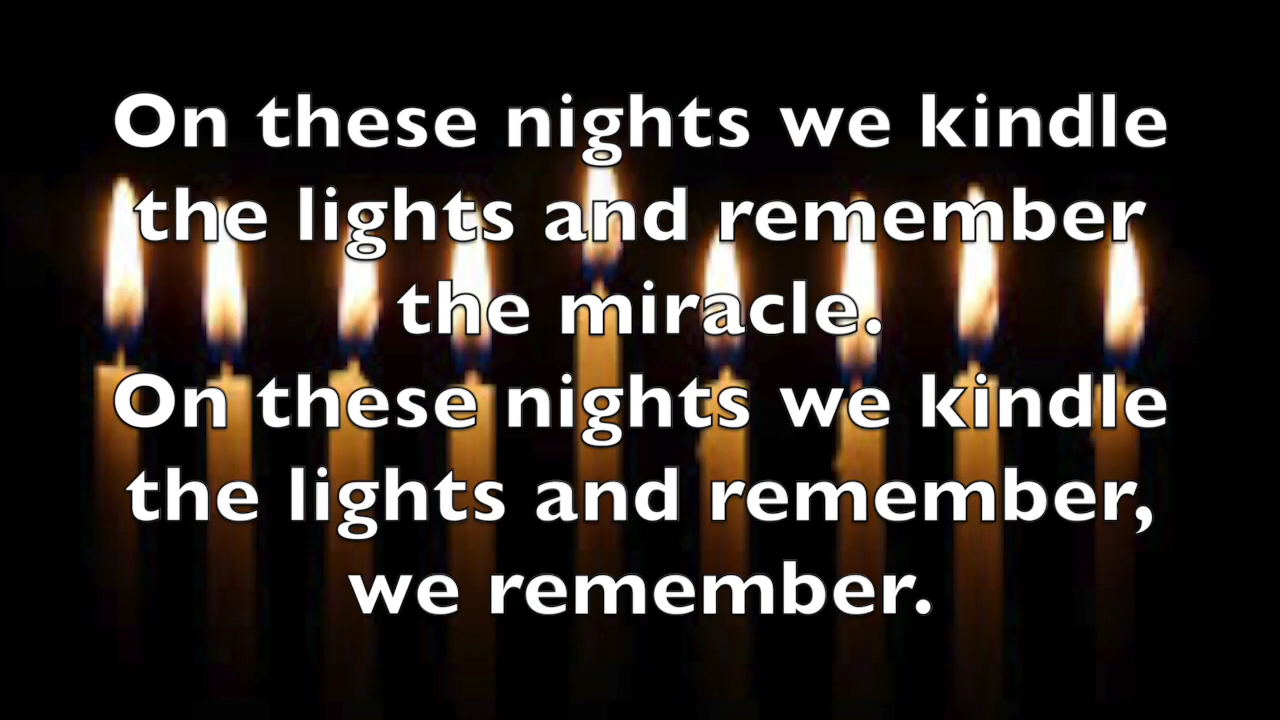 On these nights we kindle
the lights and remember
the miracle.
On these nights we kindle
the lights and remember,
we remember.